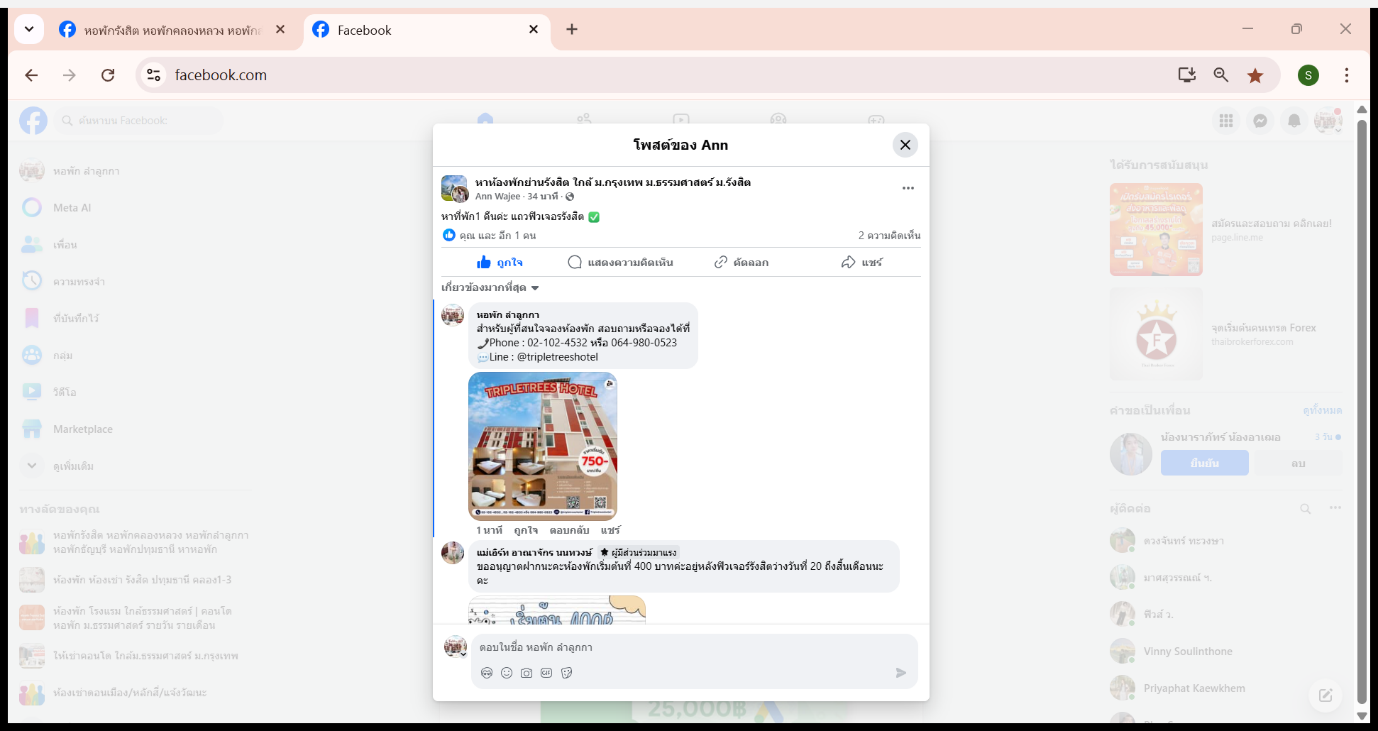 หอพักรังสิต หอพักคลองหลวง หอพัก
Facebook
facebook.com
S
ค้นหาบน Facebook
หอพัก ลำลูกกา
Meta AI
เพื่อน
ความทรงจำ
ที่บันทึกไว้
กลุ่ม
วิดีโอ
Marketplace
ดูเพิ่มเติม
ทางลัดของคุณ
หอพักรังสิต หอพักคลองหลวง หอพักลำลูกกา
หอพักธัญบุรี หอพักปทุมธานี หาหอพัก
ห้องพัก ห้องเช่า รังสิต ปทุมธานี คลอง1-3
ห้องพัก โรงแรม ใกล้ธรรมศาสตร์ | คอนโด
หอพัก ม.ธรรมศาสตร์ รายวัน รายเดือน
ให้เช่าคอนโด ใกล้ม.ธรรมศาสตร์ ม.กรุงเทพ
ห้องเช่าดอนเมือง/หลักสี่/แจ้งวัฒนะ
โพสต์ของ Ann
หาห้องพักย่านรังสิต ใกล้ ม.กรุงเทพ ม.ธรรมศาสตร์ ม.รังสิต
Ann Wajee · 34 นาที ·
หาที่พัก1 คืนค่ะ แถวฟิวเจอรรังสิต ✅
คุณ และ อีก 1 คน
2 ความคิดเห็น
ถูกใจ
แสดงความคิดเห็น
คัดลอก
แชร์
เกี่ยวข้องมากที่สุด
หอพัก ลำลูกกา
สำหรับผู้ที่สนใจจองห้องพัก สอบถามหรือจองได้ที่
Phone : 02-102-4532 หรือ 064-980-0523
Line : @tripletreeshotel
TRIPLETREES HOTEL
750-
1 นาที ถูกใจ ตอบกลับ แชร์
แม่เอิร์ท อาณาจักร นนทวงษ์ ผู้มีส่วนร่วมมาแรง
ขออนุญาตฝากนะคะห้องพักเริ่มต้นที่ 400 บาทค่ะอยู่หลังฟิวเจอร์รังสิตว่างวันที่ 20 ถึงสิ้นเดือนนะ
คะ
เริ่มต้น 400฿
ตอบในชื่อ หอพัก ลำลูกกา
GIF
25,000฿
ได้รับการสนับสนุน
สมัครและสอบถาม คลิกเลย!
page.line.me
จุดเริ่มต้นคนเทรด Forex
thaibrokerforex.com
คำขอเป็นเพื่อน
ดูทั้งหมด
น้องนาราภัทร์ น้องอาเฌอ
3 วัน
ยืนยัน
ลบ
ผู้ติดต่อ
ดวงจันทร์ ทะวงษา
มาศสุวรรณณ์ ฯ.
ฟิวส์ ว.
Vinny Soulinthone
Priyaphat Kaewkhem